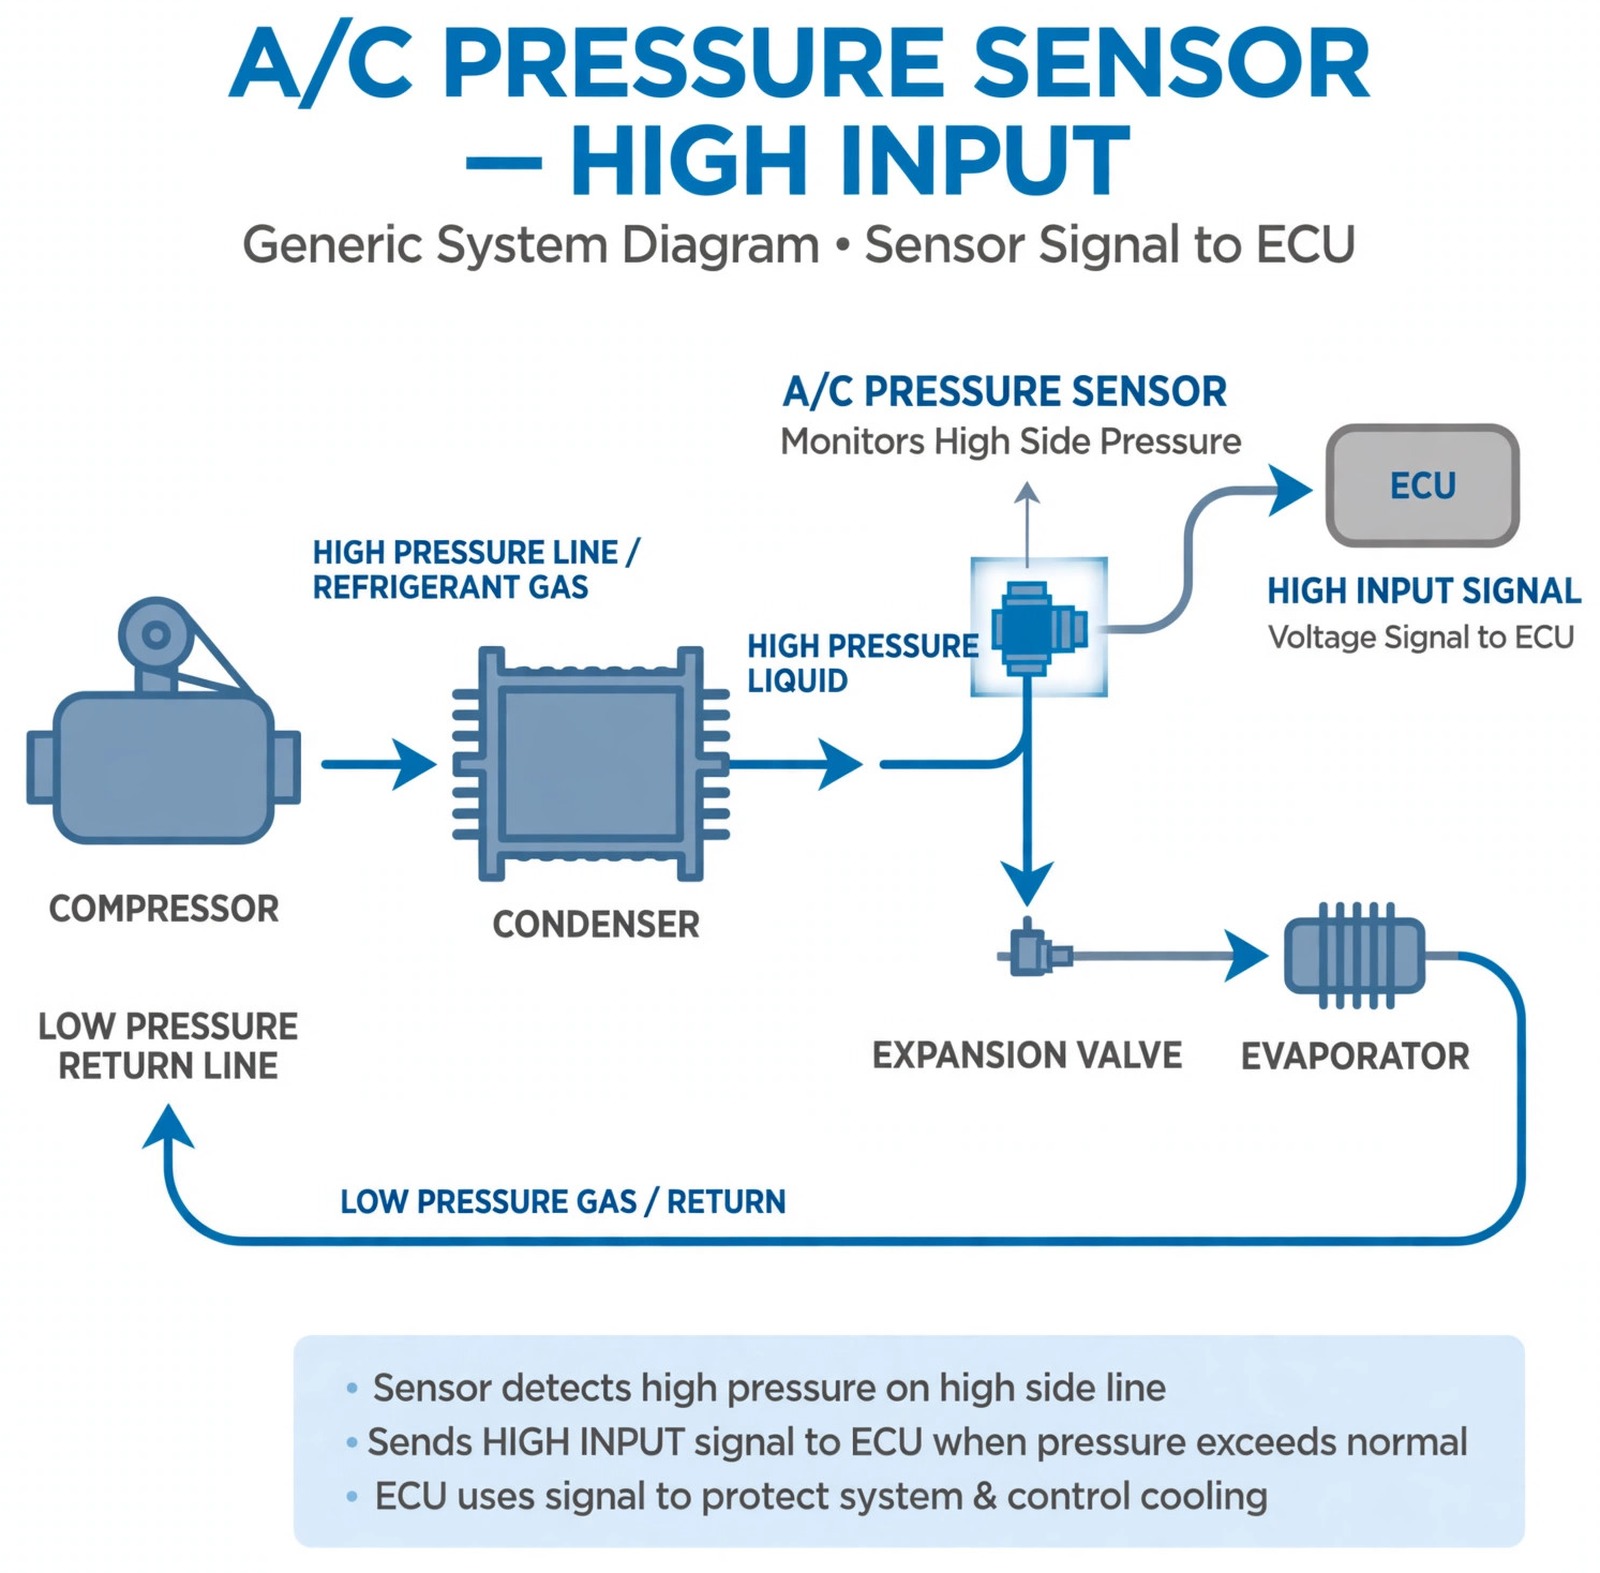 A/C PRESSURE SENSOR
— HIGH INPUT
Generic System Diagram • Sensor Signal to ECU
A/C PRESSURE SENSOR
Monitors High Side Pressure
ECU
HIGH INPUT SIGNAL
Voltage Signal to ECU
HIGH PRESSURE LINE /
REFRIGERANT GAS
HIGH PRESSURE
LIQUID
COMPRESSOR
CONDENSER
LOW PRESSURE
RETURN LINE
EXPANSION VALVE
EVAPORATOR
LOW PRESSURE GAS / RETURN
• Sensor detects high pressure on high side line
• Sends HIGH INPUT signal to ECU when pressure exceeds normal
• ECU uses signal to protect system & control cooling